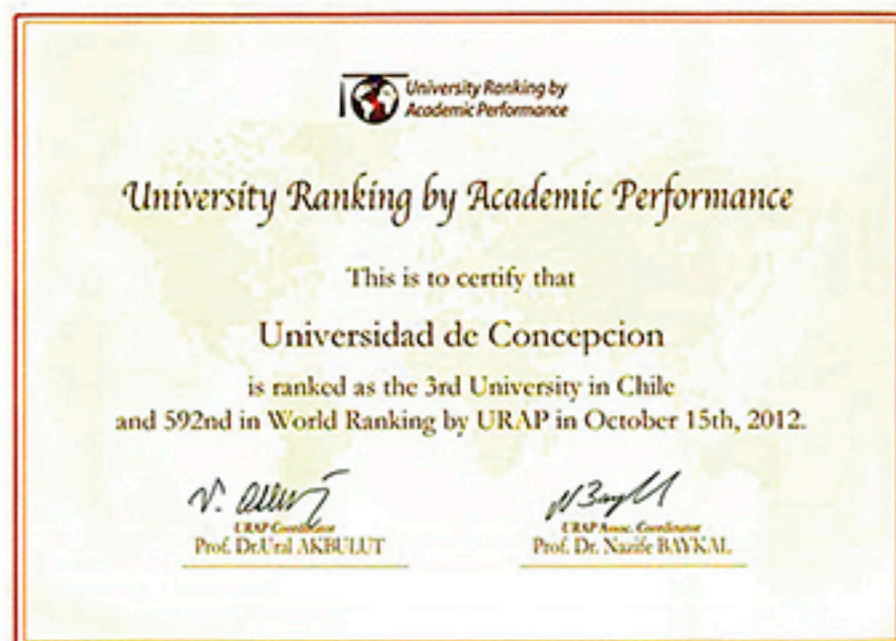 University Ranking by
Academic Performance
University Ranking by Academic Performance
This is to certify that
Universidad de Concepcion
is ranked as the 3rd University in Chile
and 592nd in World Ranking by URAP in October 15th, 2012.
URAP Coordinator
Prof. Dr.Ural AKBULUT
URAP Assoc. Coordinator
Prof. Dr. Nazife BAYKAL